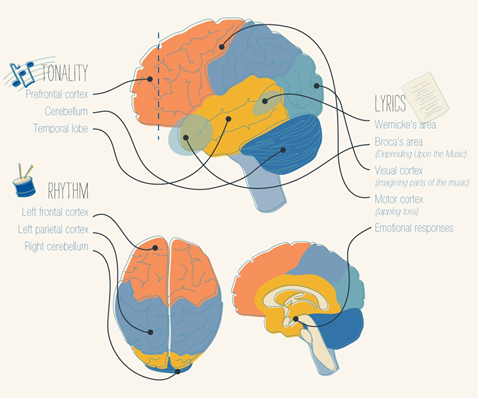 TONALITY
Prefrontal cortex
Cerebellum
Temporal lobe
RHYTHM
Left frontal cortex
Left parietal cortex
Right cerebellum
LYRICS
Wernicke's area
Broca's area
(Depending Upon the Music)
Visual cortex
(imagining parts of the music)
Motor cortex
(tapping toes)
Emotional responses